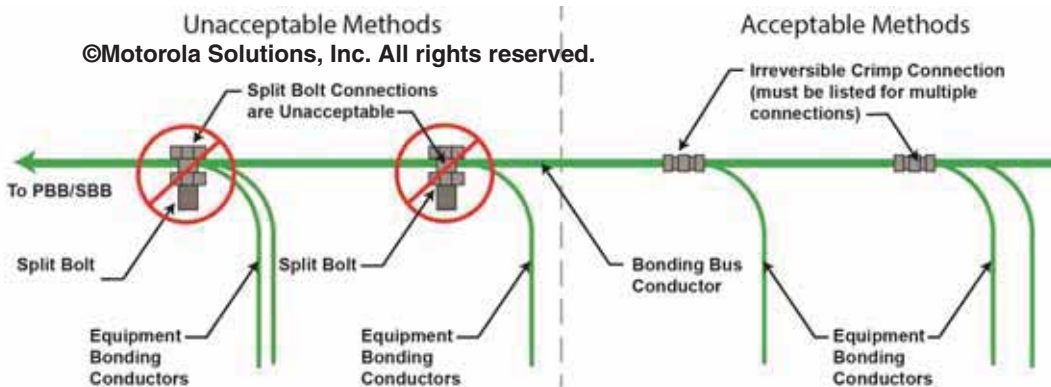 Unacceptable Methods
Acceptable Methods
©Motorola Solutions, Inc. All rights reserved.
Split Bolt Connections
are Unacceptable
Irreversible Crimp Connection
(must be listed for multiple
connections)
To PBB/SBB
Split Bolt
Split Bolt
Bonding Bus
Conductor
Equipment
Bonding
Conductors
Equipment
Bonding
Conductors
Equipment
Bonding
Conductors